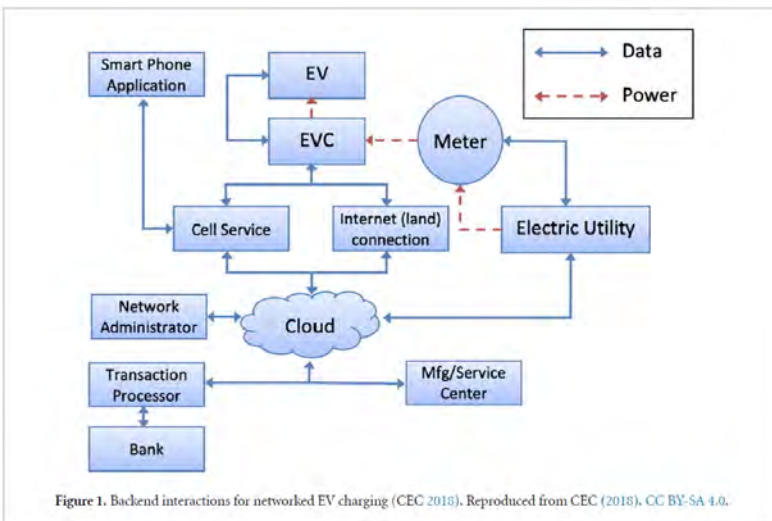 Smart Phone
Application
EV
Data
Power
EVC
Meter
Cell Service
Internet (land)
connection
Electric Utility
Network
Administrator
Cloud
Transaction
Processor
Mfg/Service
Center
Bank
Figure 1. Backend interactions for networked EV charging (CEC 2018). Reproduced from CEC (2018). CC BY-SA 4.0.